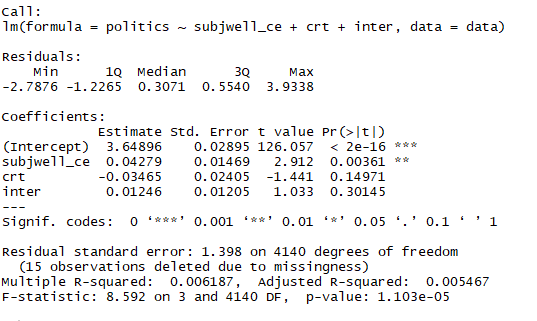 Call:
lm(formula = politics ~ subjwell_ce + crt + inter, data = data)
Residuals:
Min 1Q Median 3Q Max
-2.7876 -1.2265 0.3071 0.5540 3.9338
Coefficients:
Estimate Std. Error t value Pr(>|t|)
(Intercept) 3.64896 0.02895 126.057 < 2e-16 ***
subjwell_ce 0.04279 0.01469 2.912 0.00361 **
crt -0.03465 0.02405 -1.441 0.14971
inter 0.01246 0.01205 1.033 0.30145
---
Signif. codes: 0 ‘***’ 0.001 ‘**’ 0.01 ‘*’ 0.05 ‘.’ 0.1 ‘ ’ 1
Residual standard error: 1.398 on 4140 degrees of freedom
(15 observations deleted due to missingness)
Multiple R-squared: 0.006187, Adjusted R-squared: 0.005467
F-statistic: 8.592 on 3 and 4140 DF, p-value: 1.103e-05